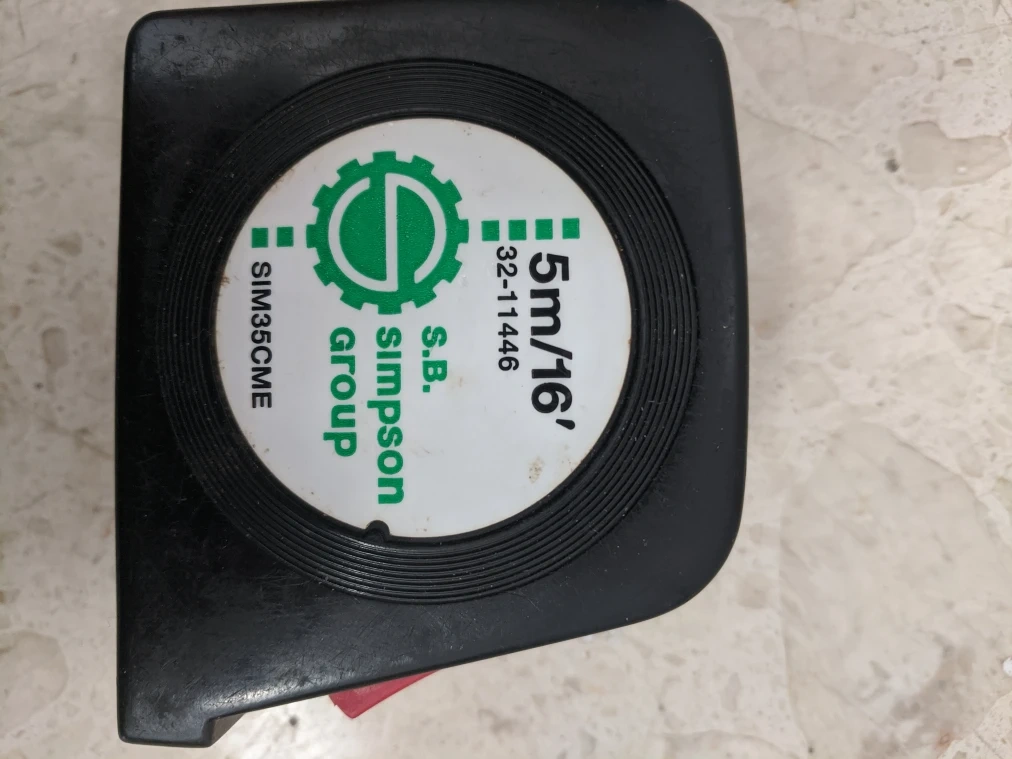 5m/16'
32-11446
S.B.
simpson
Group
SIM35CME